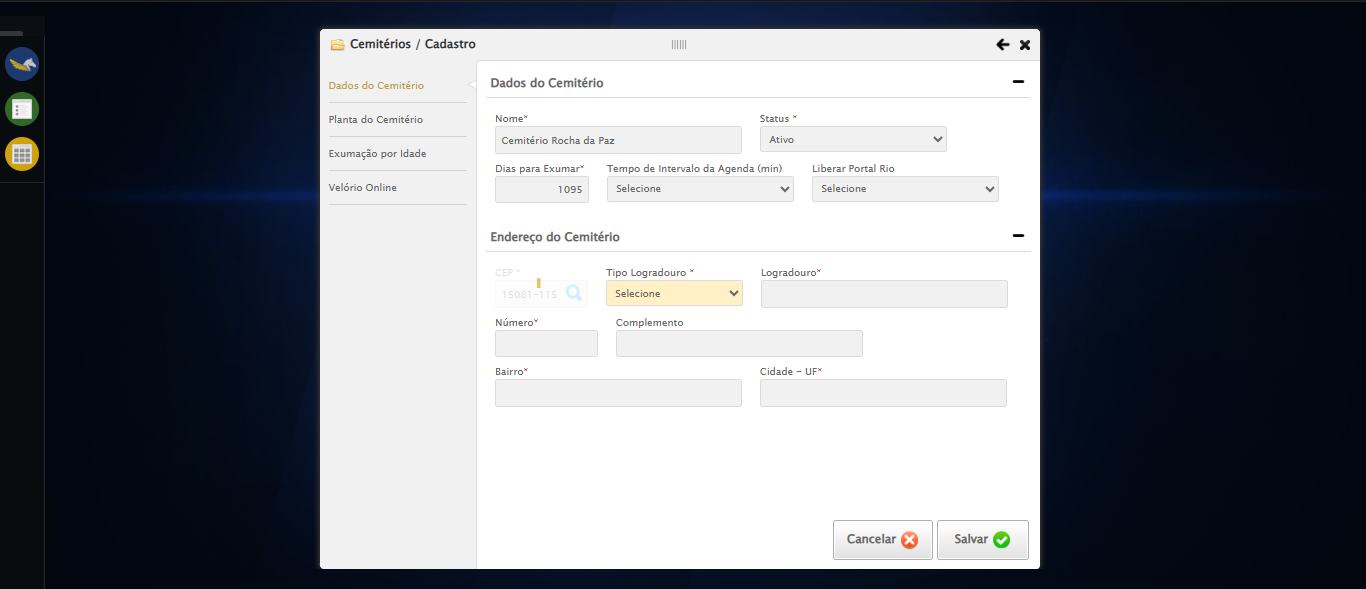 Cemitérios / Cadastro
Dados do Cemitério
Planta do Cemitério
Exumação por Idade
Velório Online
Dados do Cemitério
Nome* Status *
Cemitério Rocha da Paz Ativo
Dias para Exumar* Tempo de Intervalo da Agenda (min) Liberar Portal Rio
1095 Selecione Selecione
Endereço do Cemitério
CEP * Tipo Logradouro * Logradouro*
15081-115 Selecione
Número* Complemento
Bairro* Cidade - UF*
Cancelar Salvar